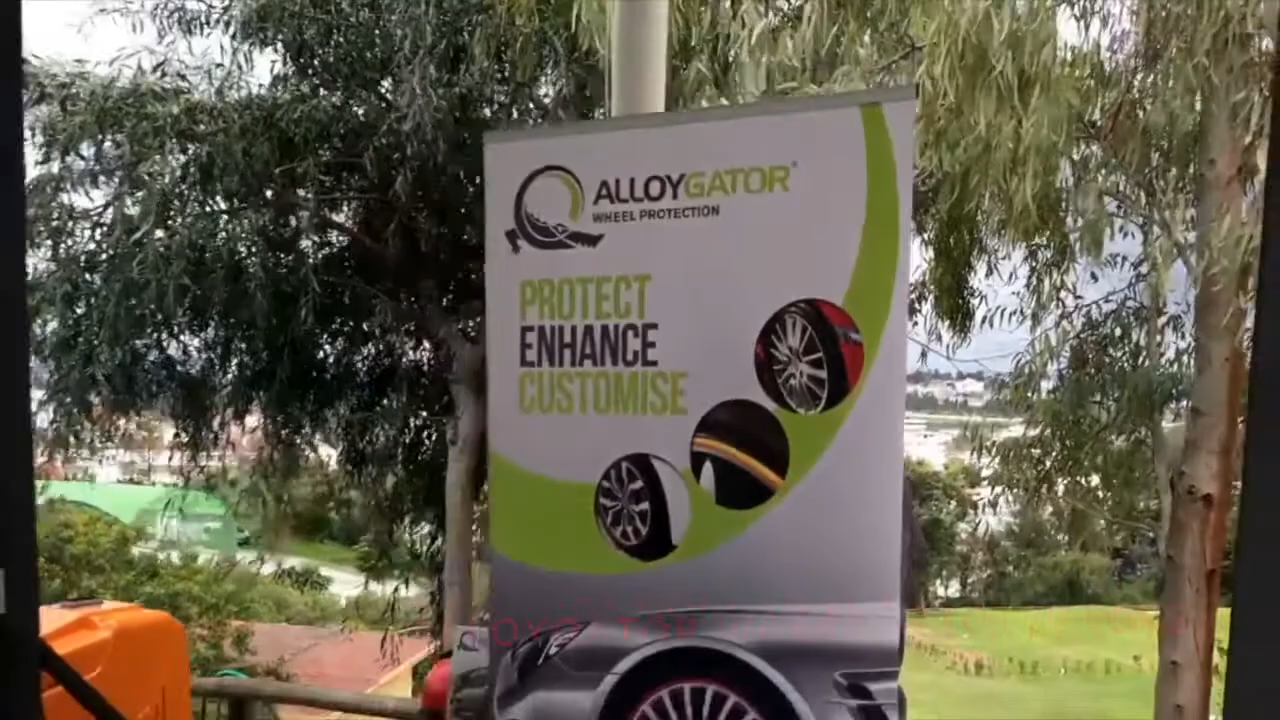 ALLOYGATOR®
WHEEL PROTECTION
PROTECT
ENHANCE
CUSTOMISE